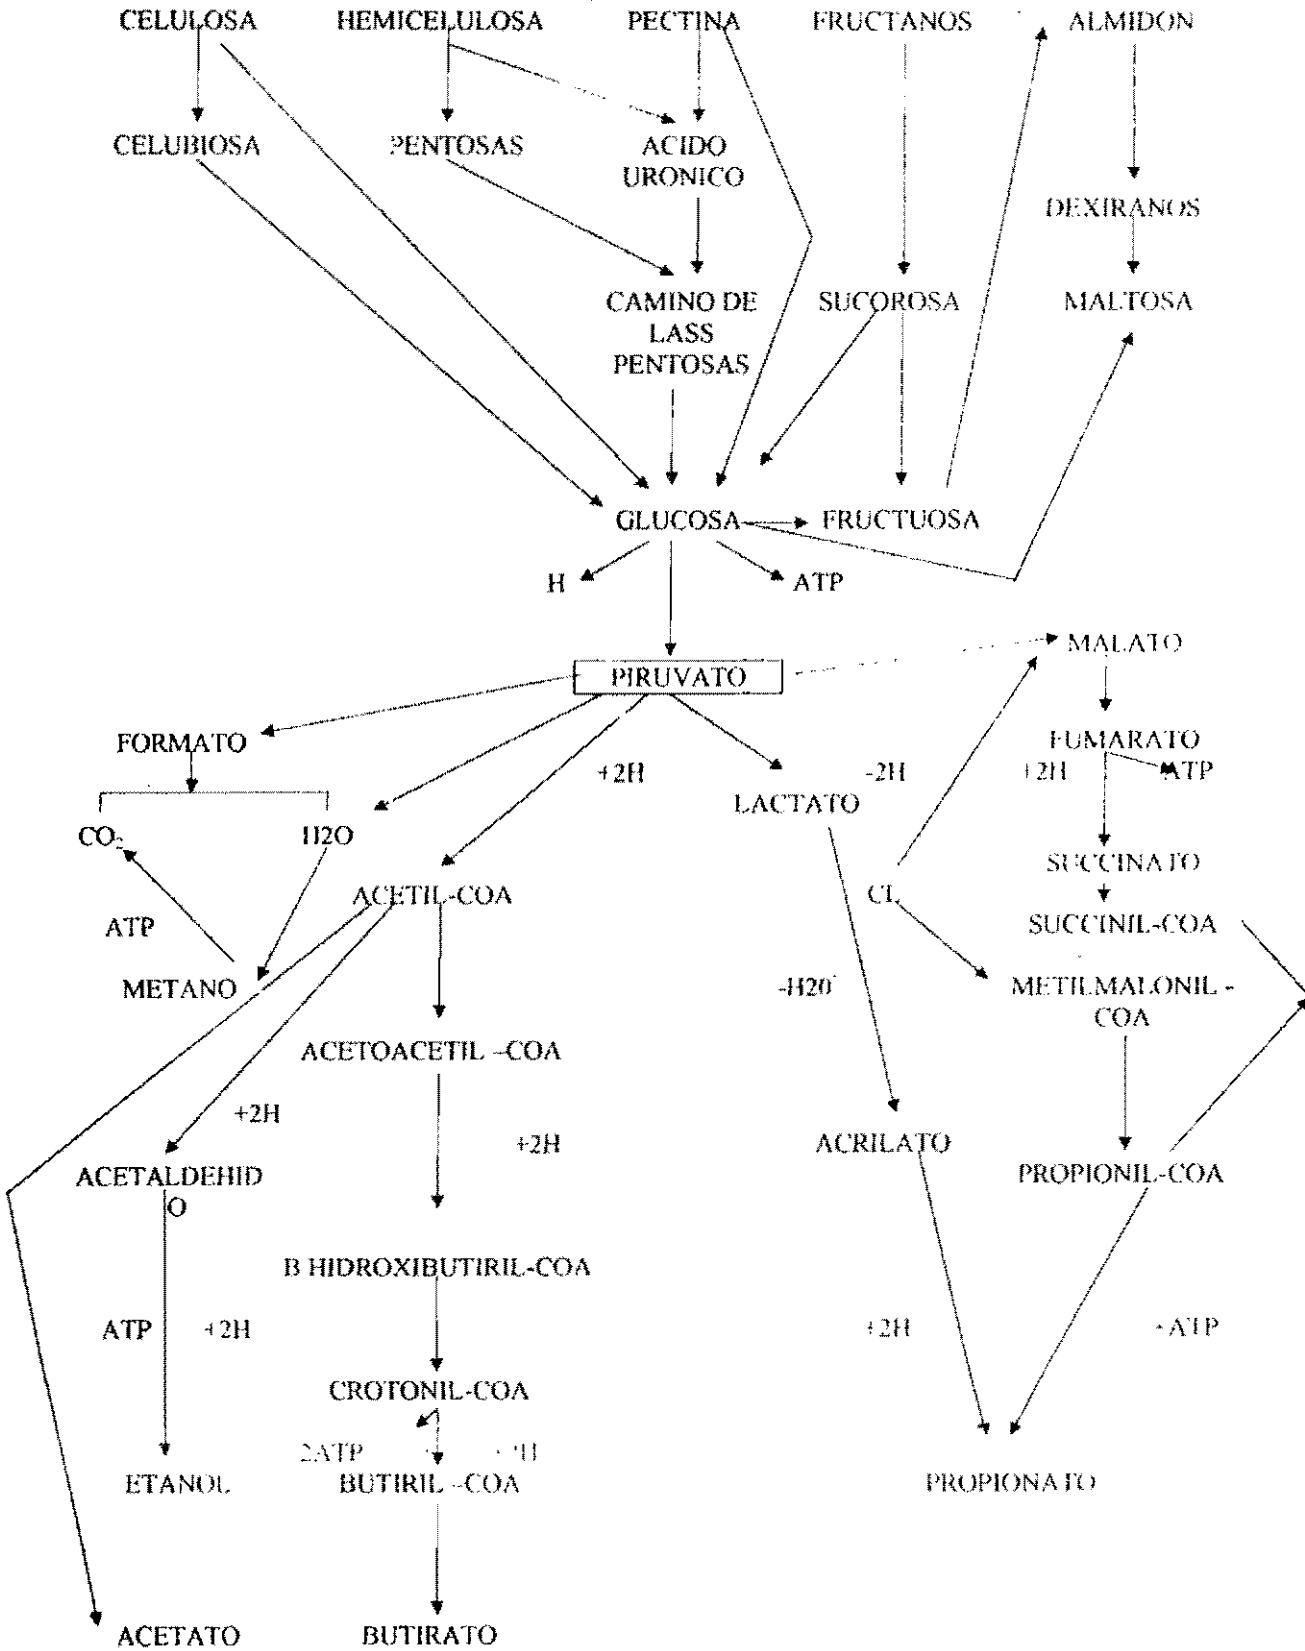 CELULOSA HEMICELULOSA PECTINA FRUCTANOS ALMIDON
CELUBIOSA PENTOSAS ACIDO
URONICO
DEXIRANOS
CAMINO DE
LASS
PENTOSAS
SUCOROSA MALTOSA
GLUCOSA FRUCTUOSA
H ATP
PIRUVATO MALATO
FORMATO FUMARATO
+2H -2H +2H ATP
LACTATO
CO2 H2O
SUCCINATO
ACETIL-COA
SUCCINIL-COA
ATP
METANO -H20 METILMALONIL -
COA
ACETOACETIL -COA
+2H
+2H ACRILATO
ACETALDEHID
O
PROPIONIL-COA
B HIDROXIBUTIRIL-COA
ATP +2H +2H ATP
CROTONIL-COA
2ATP
ETANOL BUTIRIL -COA PROPIONATO
ACETATO BUTIRATO